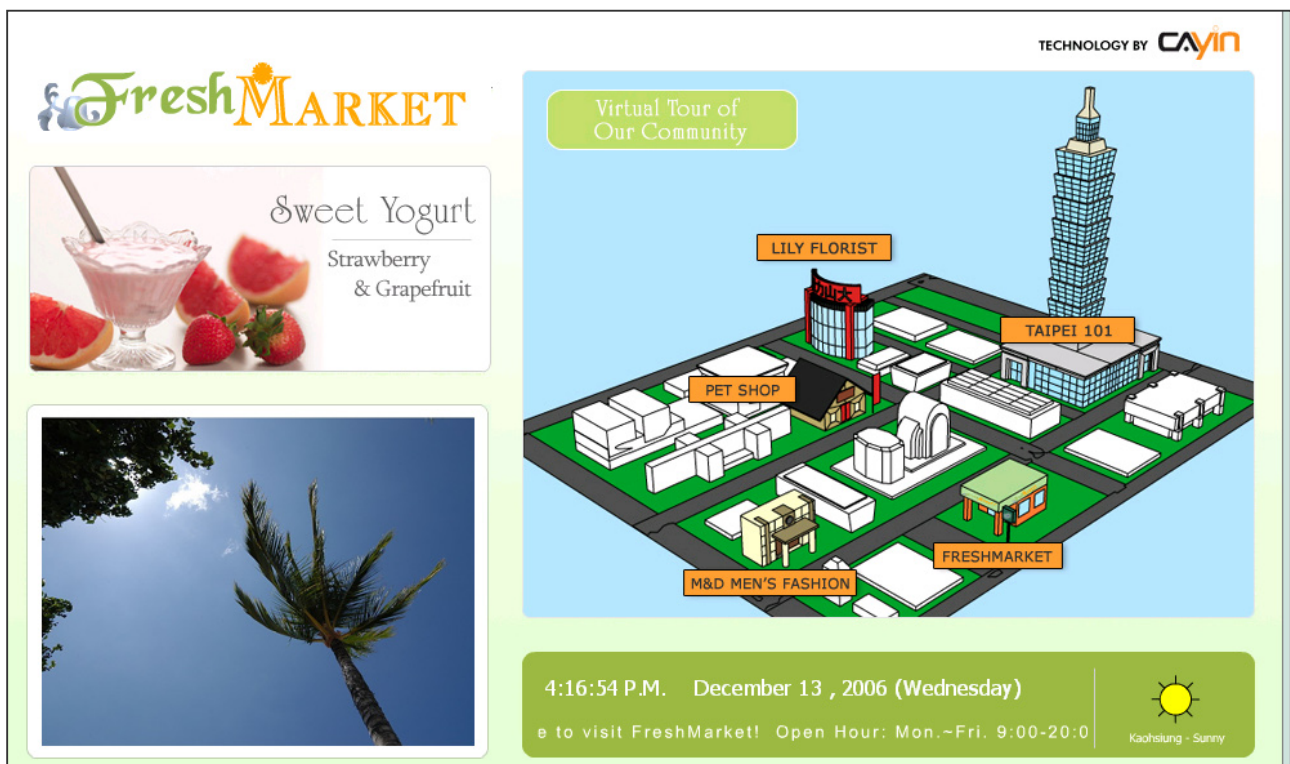 TECHNOLOGY BY CAYIN
FreshMARKET
Sweet Yogurt
Strawberry
& Grapefruit
Virtual Tour of
Our Community
LILY FLORIST
TAIPEI 101
PET SHOP
FRESHMARKET
M&D MEN'S FASHION
4:16:54 P.M. December 13 , 2006 (Wednesday)
e to visit FreshMarket! Open Hour: Mon.~Fri. 9:00-20:0
Kaohsiung - Sunny